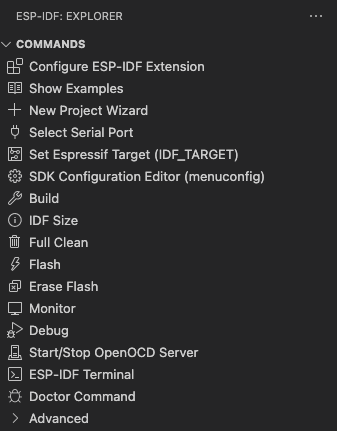 ESP-IDF: EXPLORER
COMMANDS
Configure ESP-IDF Extension
Show Examples
New Project Wizard
Select Serial Port
Set Espressif Target (IDF_TARGET)
SDK Configuration Editor (menuconfig)
Build
IDF Size
Full Clean
Flash
Erase Flash
Monitor
Debug
Start/Stop OpenOCD Server
ESP-IDF Terminal
Doctor Command
Advanced